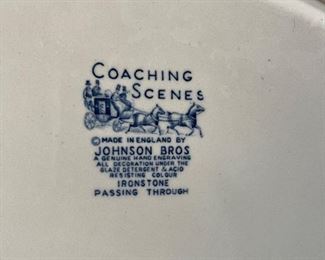 COACHING
SCENES
© MADE IN ENGLAND BY
JOHNSON BROS
A GENUINE HAND ENGRAVING
ALL DECORATION UNDER THE
GLAZE DETERGENT & ACID
RESISTING COLOUR
IRONSTONE
PASSING THROUGH